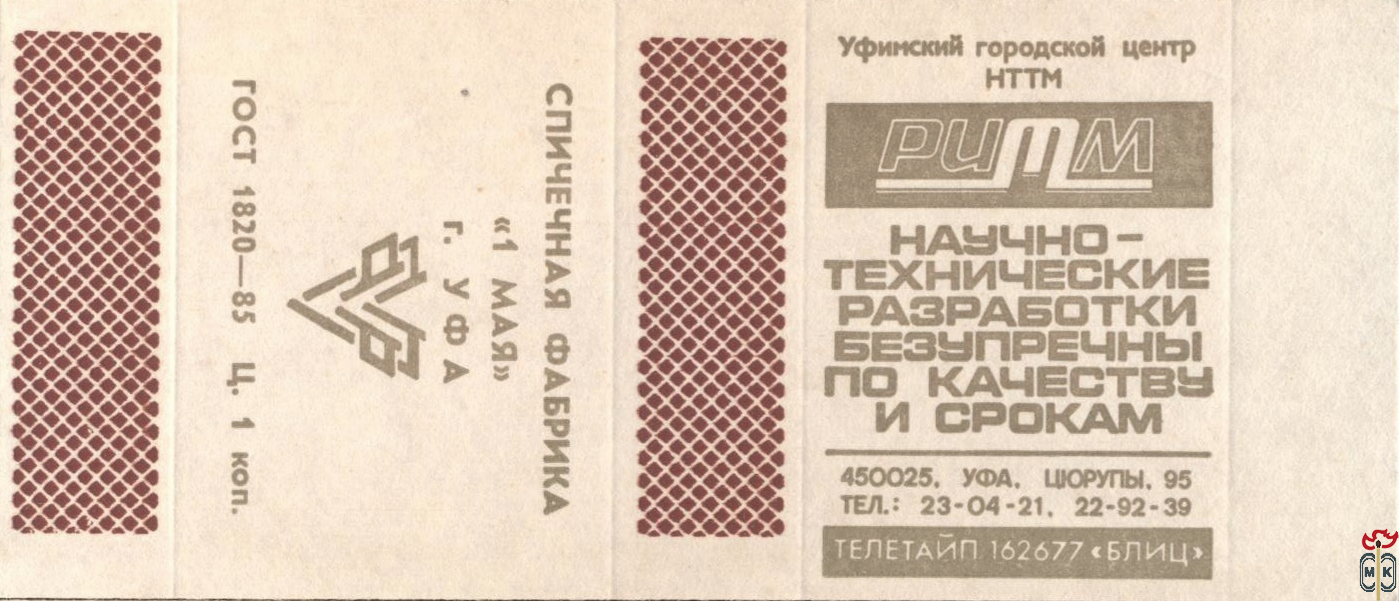 ГОСТ 1820—85 Ц. 1 коп.
СПИЧЕЧНАЯ ФАБРИКА
«1 МАЯ»
г. УФА
Уфимский городской центр
НТТМ
РИТМ
НАУЧНО-
ТЕХНИЧЕСКИЕ
РАЗРАБОТКИ
БЕЗУПРЕЧНЫ
ПО КАЧЕСТВУ
И СРОКАМ
450025, УФА, ЦЮРУПЫ, 95
ТЕЛ.: 23-04-21, 22-92-39
ТЕЛЕТАЙП 162677 «БЛИЦ»
МК